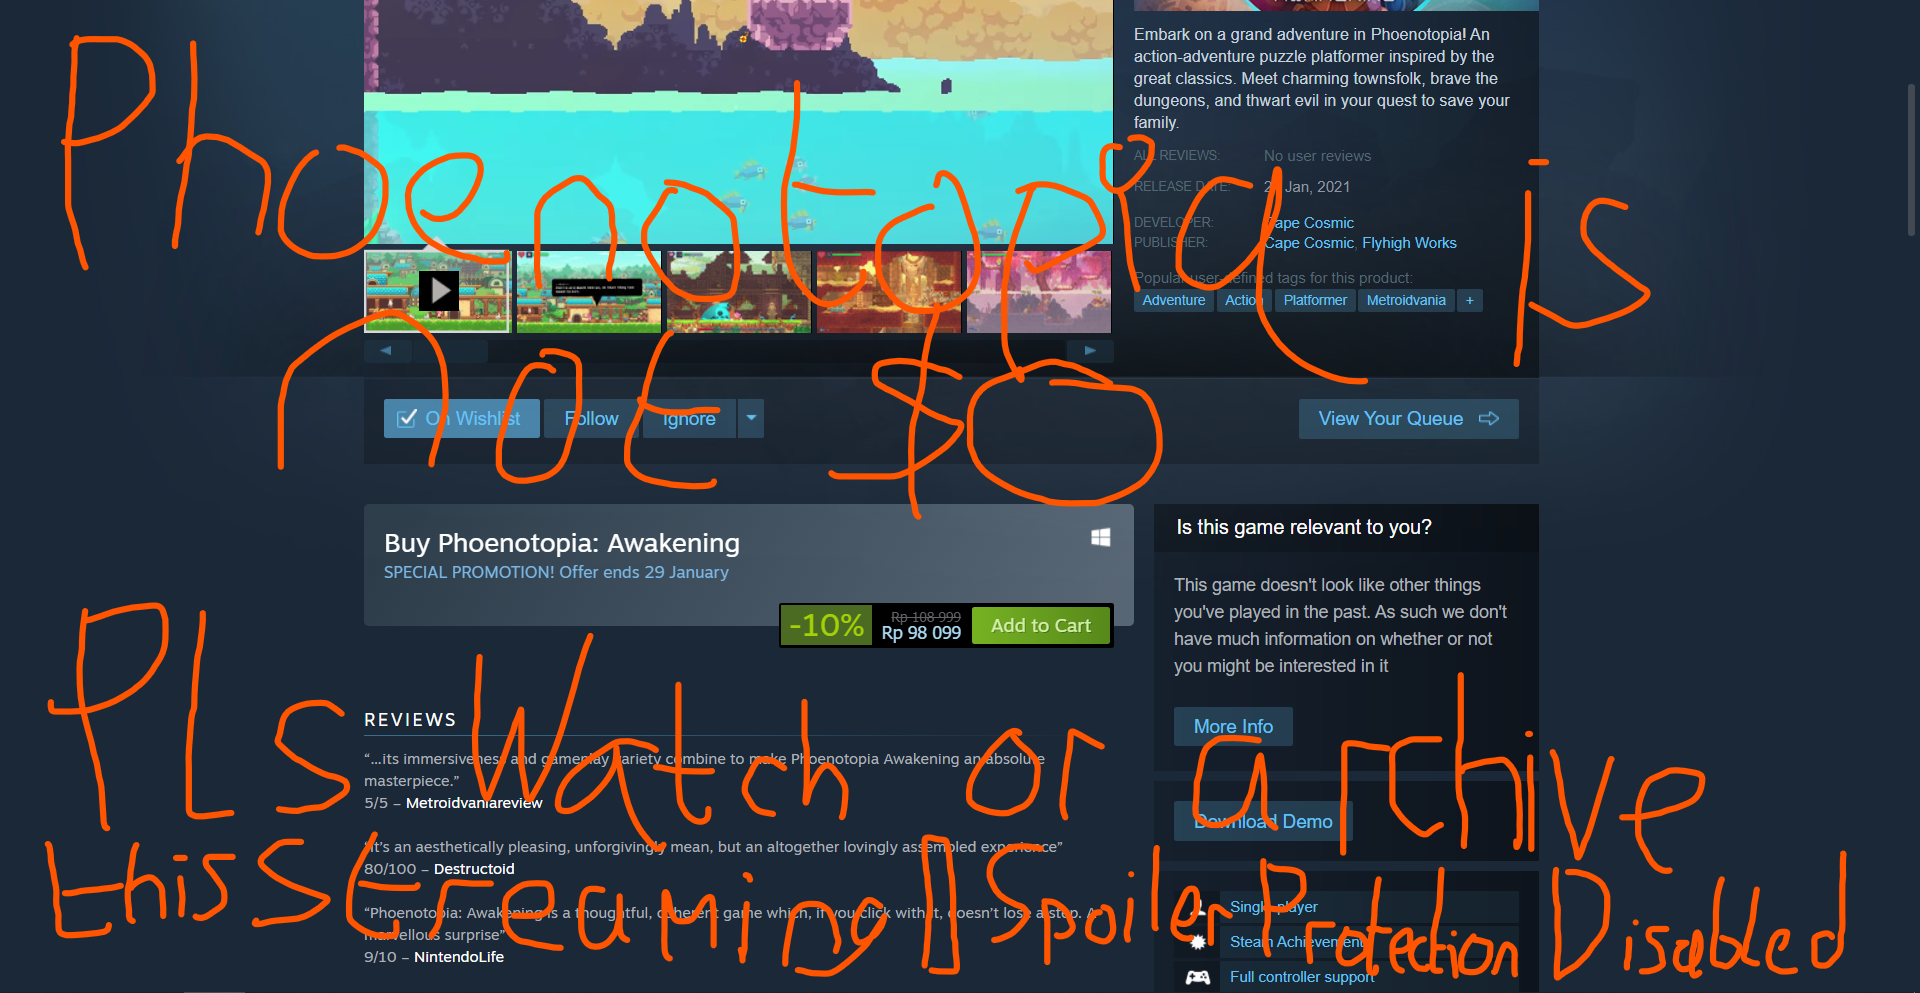 Embark on a grand adventure in Phoenotopia! An
action-adventure puzzle platformer inspired by the
great classics. Meet charming townsfolk, brave the
dungeons, and thwart evil in your quest to save your
family.
ALL REVIEWS: No user reviews
RELEASE DATE: Jan, 2021
DEVELOPER: Cape Cosmic
PUBLISHER: Cape Cosmic, Flyhigh Works
Popular user-defined tags for this product:
Adventure Action Platformer Metroidvania +
Phoenotopia is
not $0
On Wishlist Follow Ignore
View Your Queue
Buy Phoenotopia: Awakening
SPECIAL PROMOTION! Offer ends 29 January
-10% Rp 108 999 Rp 98 099 Add to Cart
Is this game relevant to you?
This game doesn't look like other things
you've played in the past. As such we don't
have much information on whether or not
you might be interested in it
More Info
Download Demo
PLs Watch or archive
this Screaming [] Spoiler Protection Disabled
REVIEWS
“...its immersiveness and gameplay variety combine to make Phoenotopia Awakening an absolute
masterpiece.”
5/5 – Metroidvaniareview
“It's an aesthetically pleasing, unforgivingly mean, but an altogether lovingly assembled experience”
80/100 – Destructoid
“Phoenotopia: Awakening is a thoughtful, coherent game which, if you click with it, doesn't lose a step. A
marvellous surprise”
9/10 – NintendoLife
Single-player
Steam Achievements
Full controller support